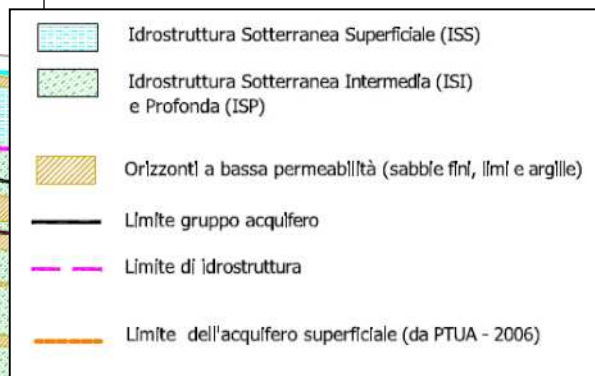 Idrostruttura Sotterranea Superficiale (ISS)
Idrostruttura Sotterranea Intermedia (ISI)
e Profonda (ISP)
Orizzonti a bassa permeabilità (sabbie fini, limi e argille)
Limite gruppo acquifero
Limite di idrostruttura
Limite dell'acquifero superficiale (da PTUA - 2006)